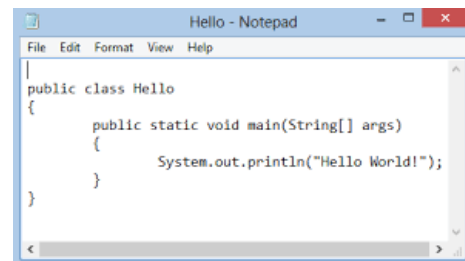 Hello - Notepad
File Edit Format View Help
public class Hello
{
public static void main(String[] args)
{
System.out.println("Hello World!");
}
}